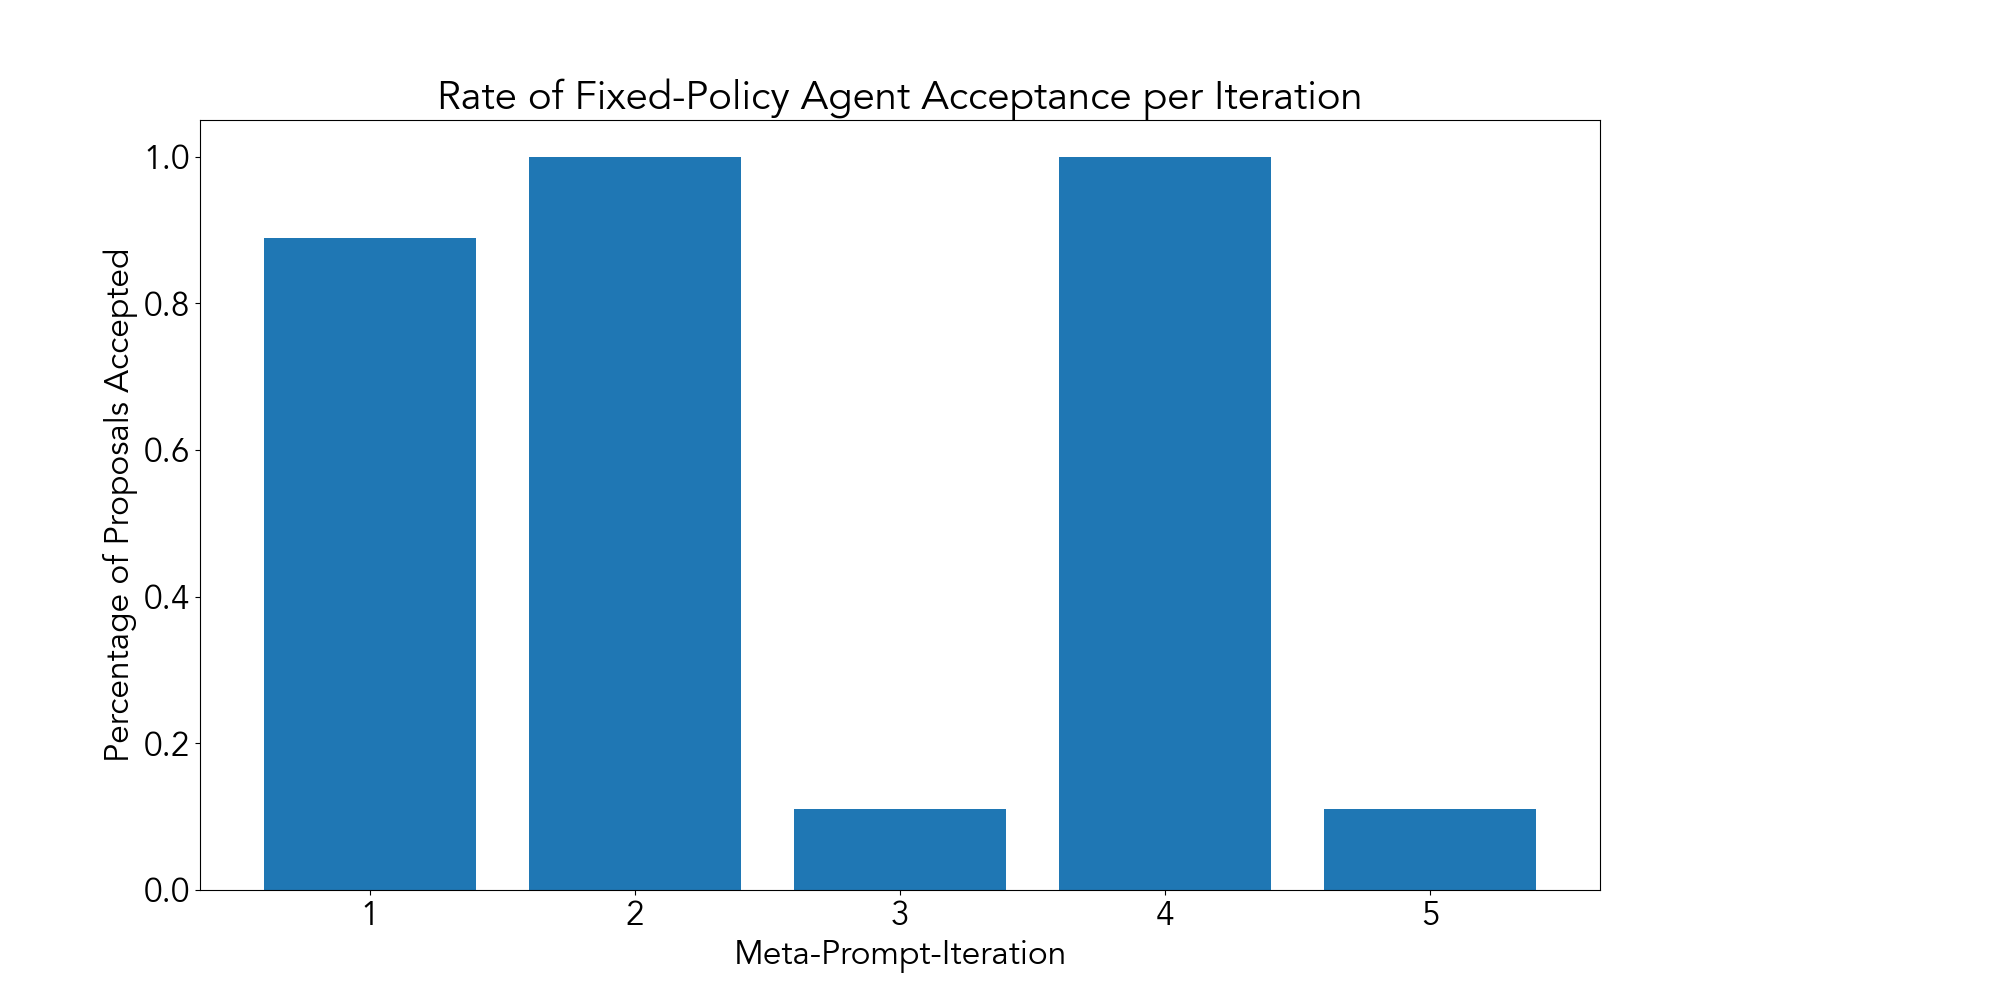 Rate of Fixed-Policy Agent Acceptance per Iteration
Percentage of Proposals Accepted
1.0
0.8
0.6
0.4
0.2
0.0
1 2 3 4 5
Meta-Prompt-Iteration